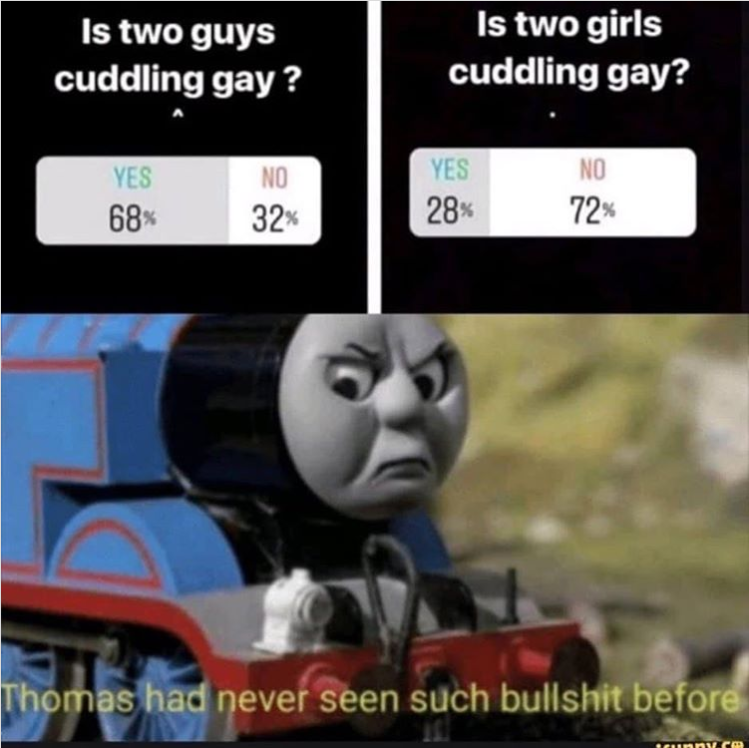 Is two guys
cuddling gay ?
YES
NO
68%
32%
Is two girls
cuddling gay?
YES
NO
28%
72%
Thomas had never seen such bullshit before